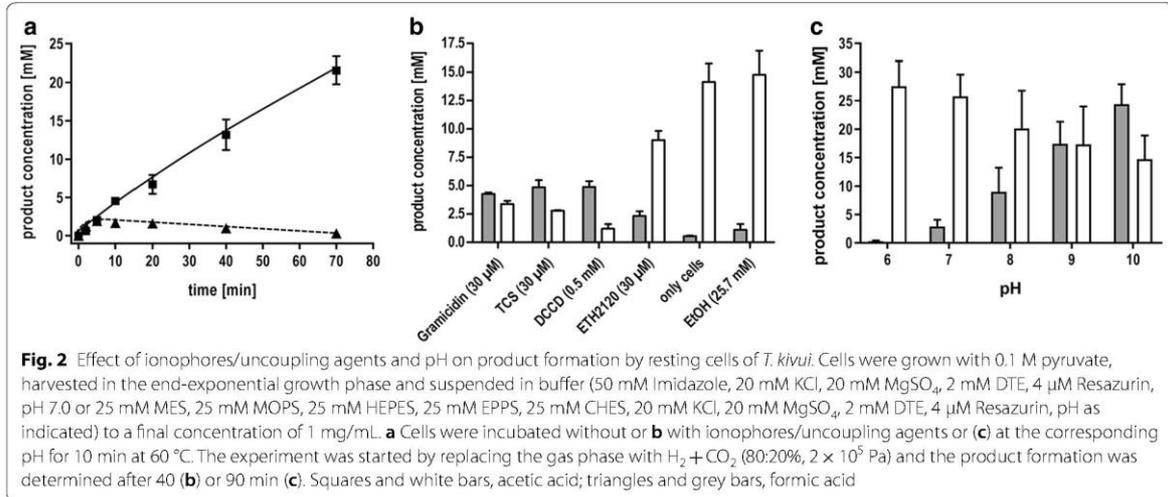 a
b
c
product concentration [mM]
25
20
15
10
5
0
0 10 20 30 40 50 60 70 80
time [min]
product concentration [mM]
17.5
15.0
12.5
10.0
7.5
5.0
2.5
0.0
Gramicidin (30 µM)
TCS (30 µM)
DCCD (0.5 mM)
ETH2120 (30 µM)
only cells
EtOH (25.7 mM)
product concentration [mM]
35
30
25
20
15
10
5
0
6 7 8 9 10
pH
Fig. 2 Effect of ionophores/uncoupling agents and pH on product formation by resting cells of T. kivui. Cells were grown with 0.1 M pyruvate,
harvested in the end-exponential growth phase and suspended in buffer (50 mM Imidazole, 20 mM KCl, 20 mM MgSO₄, 2 mM DTE, 4 µM Resazurin,
pH 7.0 or 25 mM MES, 25 mM MOPS, 25 mM HEPES, 25 mM EPPS, 25 mM CHES, 20 mM KCl, 20 mM MgSO₄, 2 mM DTE, 4 µM Resazurin, pH as
indicated) to a final concentration of 1 mg/mL. a Cells were incubated without or b with ionophores/uncoupling agents or (c) at the corresponding
pH for 10 min at 60 °C. The experiment was started by replacing the gas phase with H₂ + CO₂ (80:20%, 2 × 10⁵ Pa) and the product formation was
determined after 40 (b) or 90 min (c). Squares and white bars, acetic acid; triangles and grey bars, formic acid